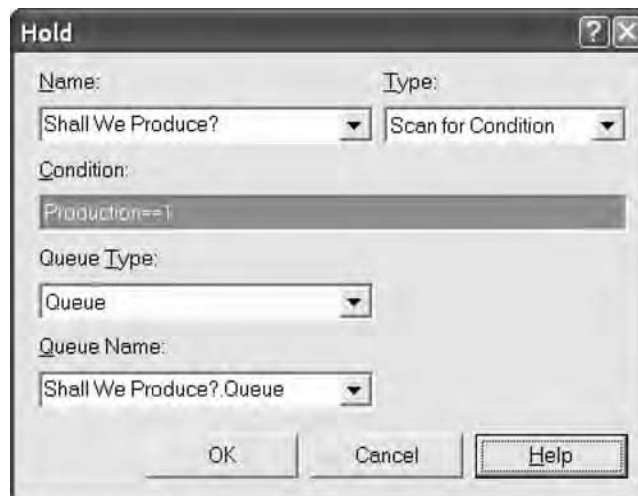 Hold
Name: Type:
Shall We Produce? Scan for Condition
Condition:
Production==1
Queue Type:
Queue
Queue Name:
Shall We Produce?.Queue
OK Cancel Help